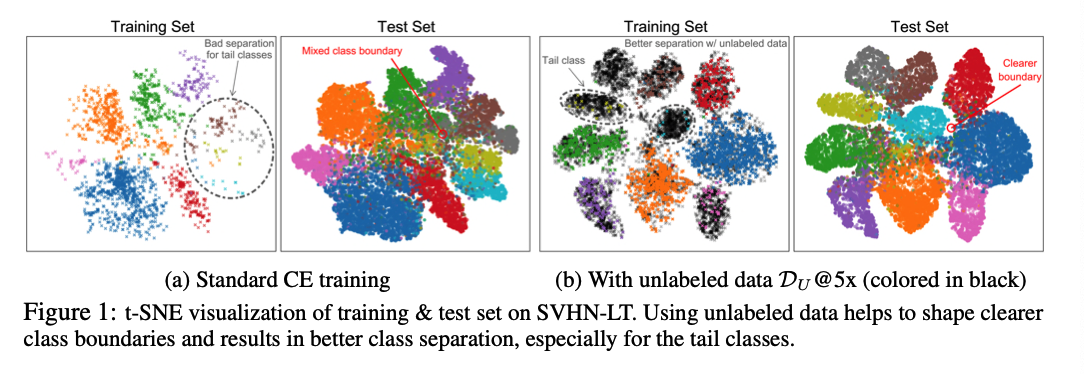 Training Set
Test Set
Training Set
Test Set
Bad separation
for tail classes
Mixed class boundary
Better separation w/ unlabeled data
Tail class
Clearer
boundary
(a) Standard CE training
(b) With unlabeled data 𝒟U@5x (colored in black)
Figure 1: t-SNE visualization of training & test set on SVHN-LT. Using unlabeled data helps to shape clearer
class boundaries and results in better class separation, especially for the tail classes.